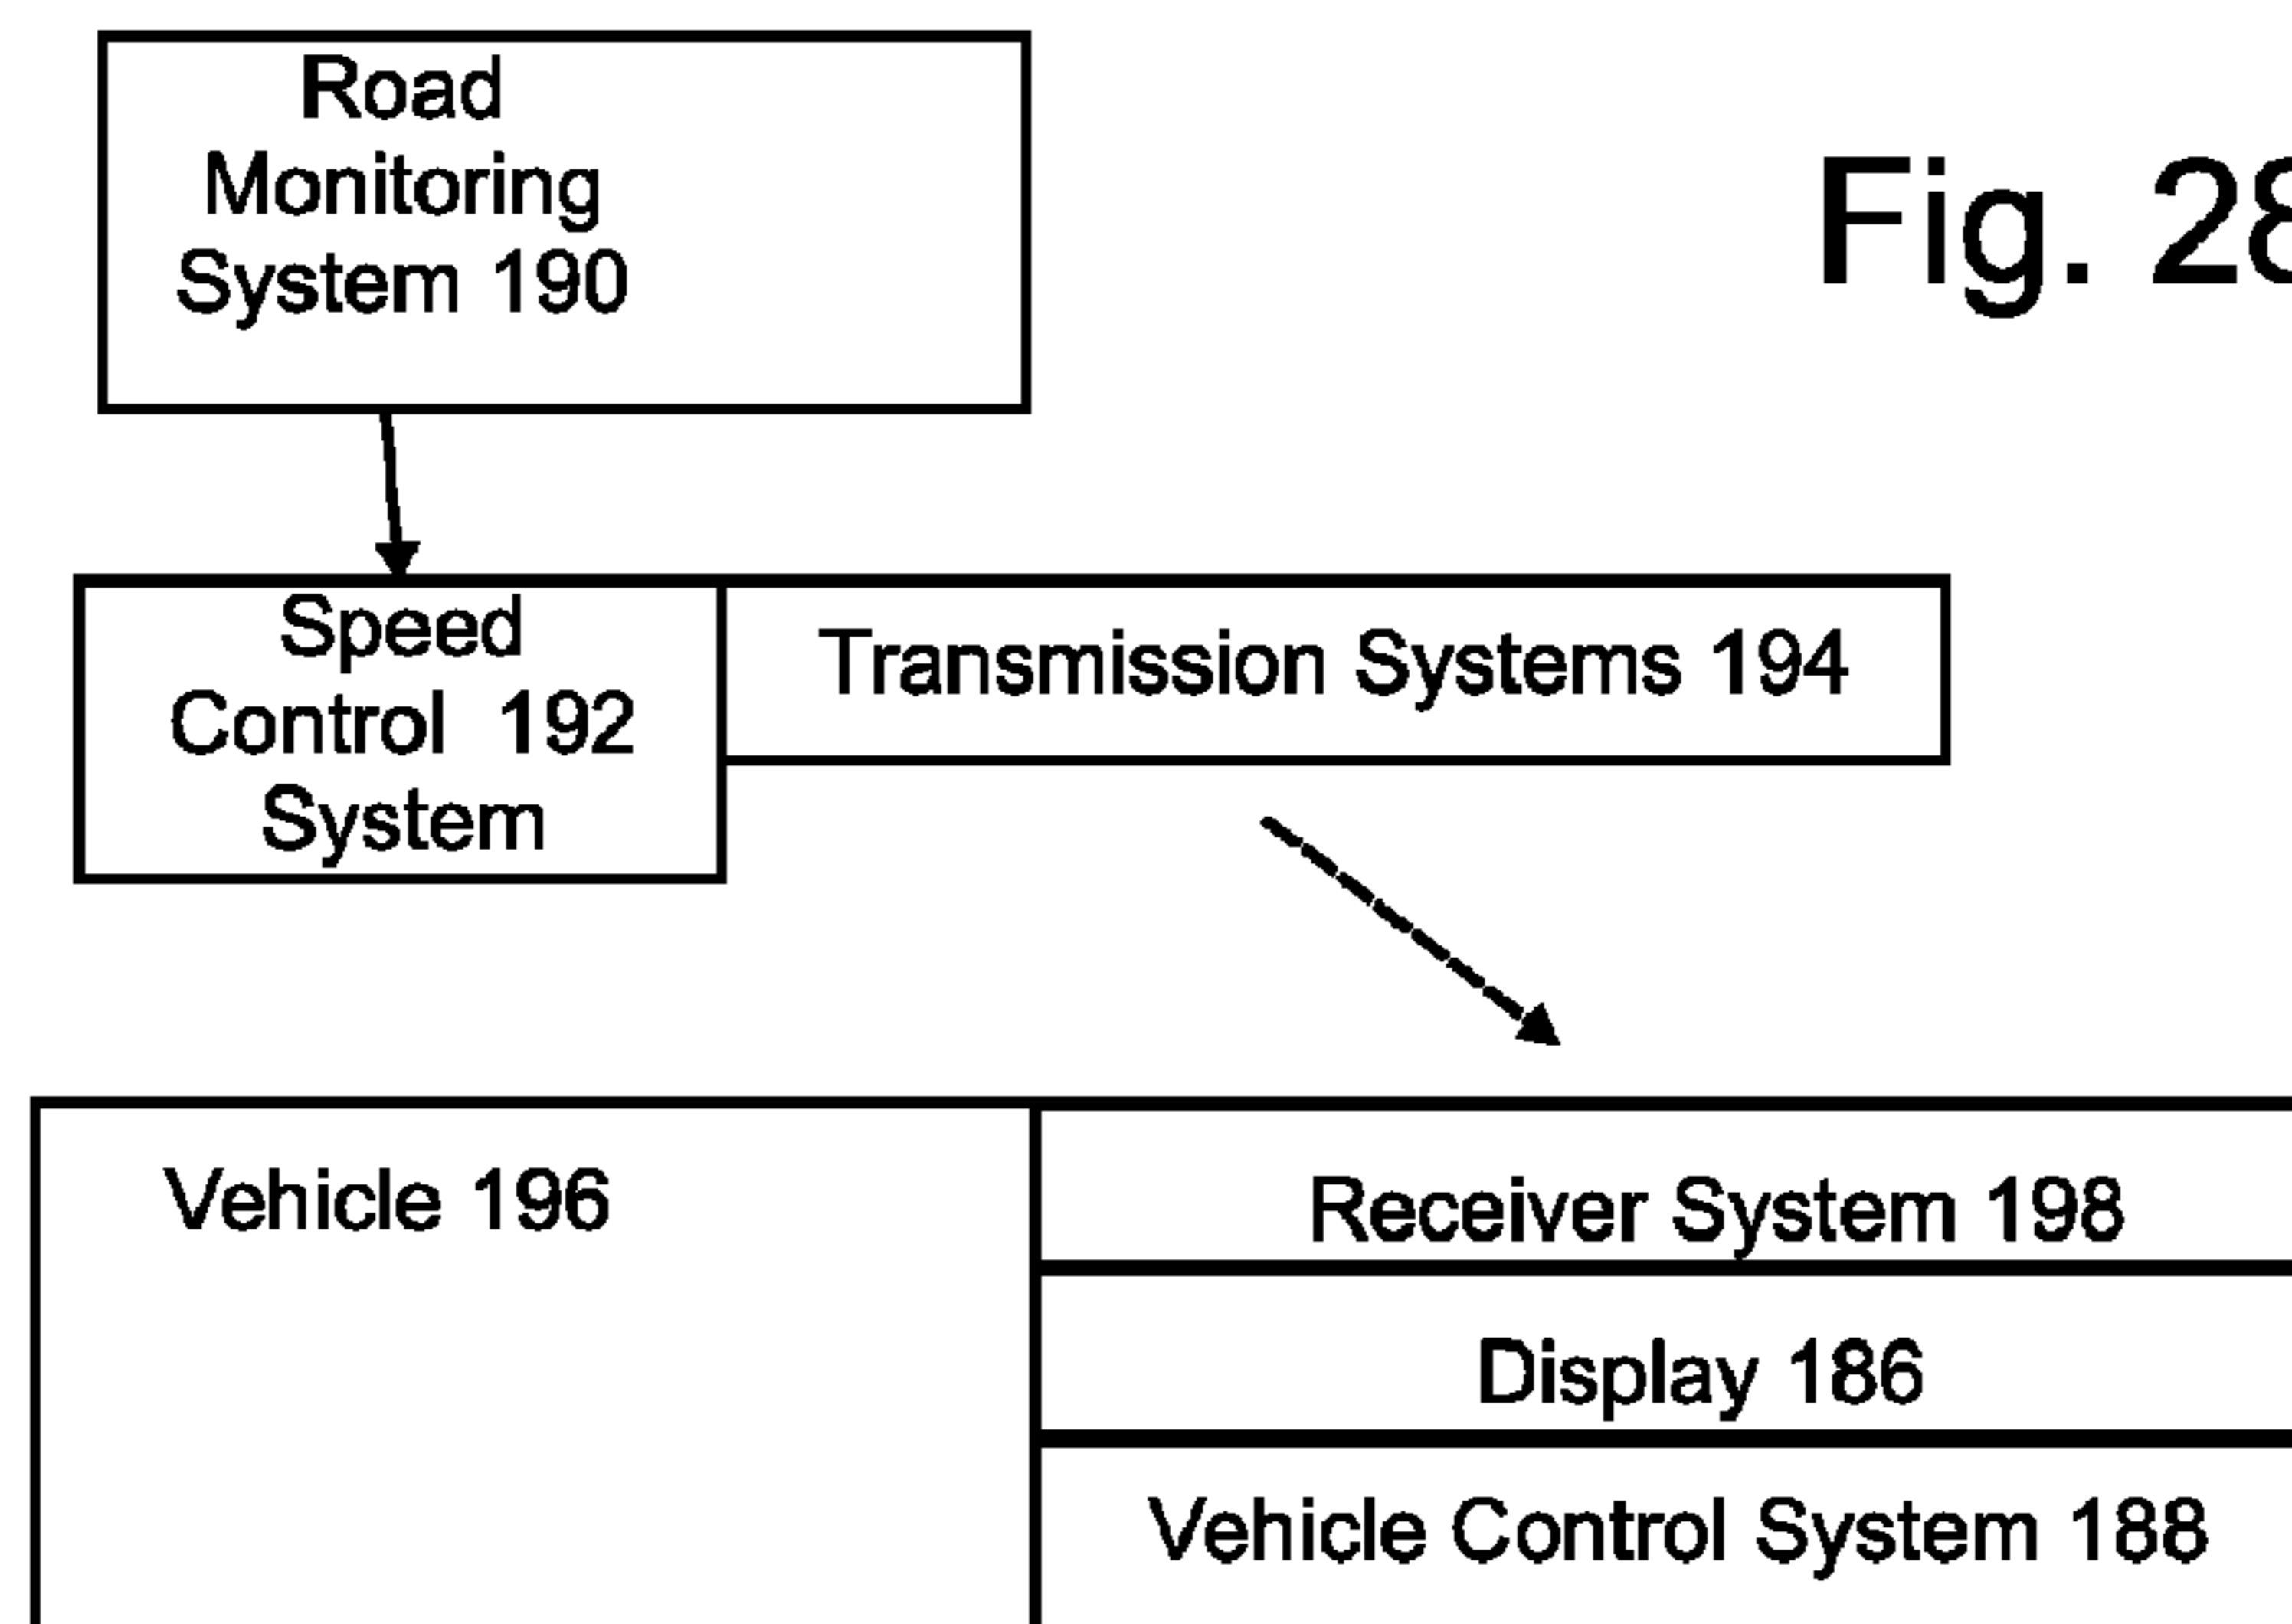 Road
Monitoring
System 190
Fig. 28
Speed
Control 192
System
Transmission Systems 194
Vehicle 196
Receiver System 198
Display 186
Vehicle Control System 188